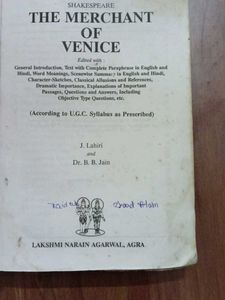 SHAKESPEARE
THE MERCHANT
OF
VENICE
Edited with :
General Introduction, Text with Complete Paraphrase in English and
Hindi, Word Meanings, Scenewise Summary in English and Hindi,
Character-Sketches, Classical Allusions and References,
Dramatic Importance, Explanations of Important
Passages, Questions and Answers, Including
Objective Type Questions, etc.
(According to U.G.C. Syllabus as Prescribed)
J. Lahiri
and
Dr. B. B. Jain
LAKSHMI NARAIN AGARWAL, AGRA